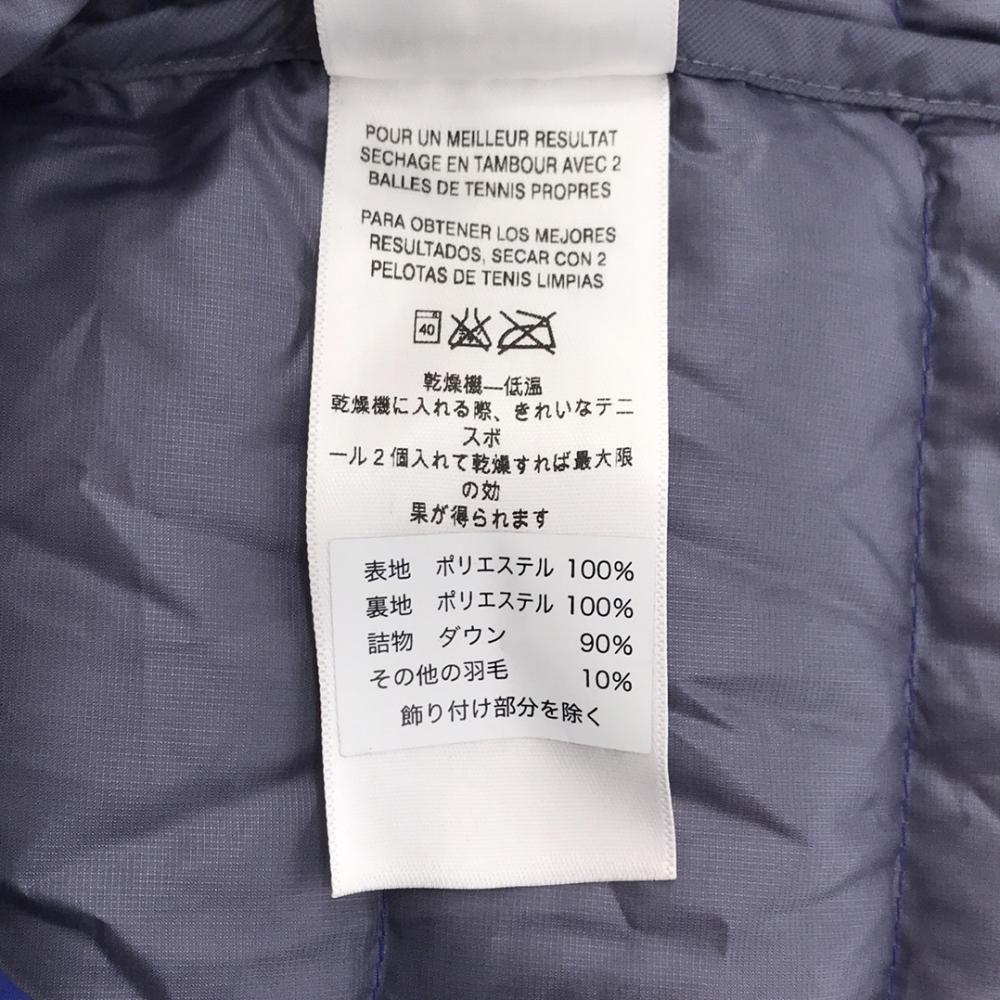 POUR UN MEILLEUR RESULTAT
SECHAGE EN TAMBOUR AVEC 2
BALLES DE TENNIS PROPRES
PARA OBTENER LOS MEJORES
RESULTADOS, SECAR CON 2
PELOTAS DE TENIS LIMPIAS
40
乾燥機—低温
乾燥機に入れる際、きれいなテニ
スボ
ール2個入れて乾燥すれば最大限
の効
果が得られます
表地 ポリエステル 100%
裏地 ポリエステル 100%
詰物 ダウン 90%
その他の羽毛 10%
飾り付け部分を除く